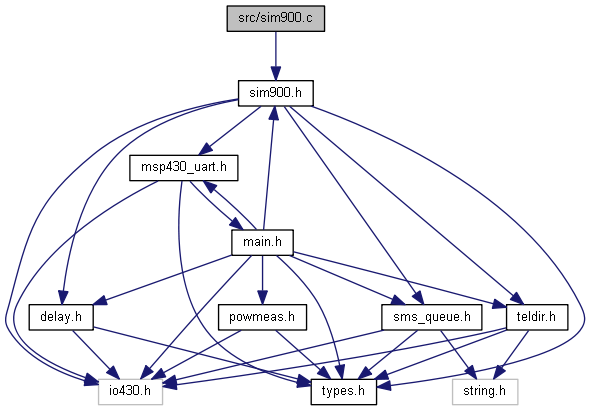 src/sim900.c
sim900.h
msp430_uart.h
main.h
delay.h
powmeas.h
sms_queue.h
teldir.h
io430.h
types.h
string.h